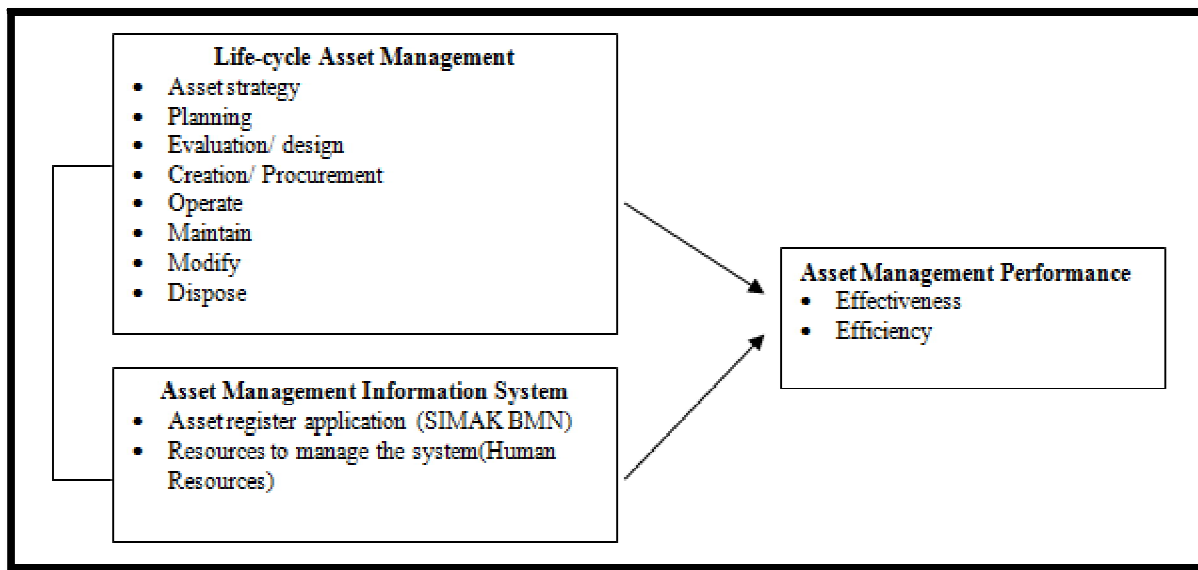 Life-cycle Asset Management
• Asset strategy
• Planning
• Evaluation/ design
• Creation/ Procurement
• Operate
• Maintain
• Modify
• Dispose
Asset Management Information System
• Asset register application (SIMAK BMN)
• Resources to manage the system(Human
Resources)
Asset Management Performance
• Effectiveness
• Efficiency